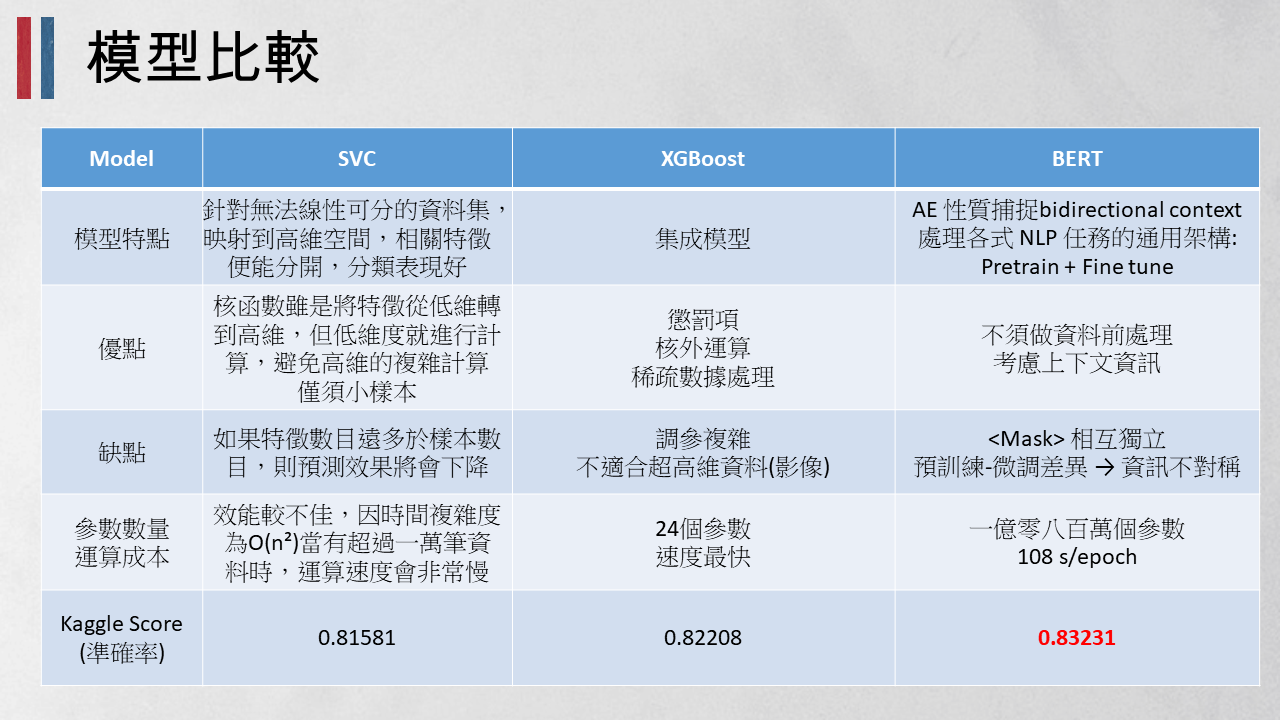 模型比較
Model
SVC
XGBoost
BERT
模型特點
針對無法線性可分的資料集，
映射到高維空間，相關特徵
便能分開，分類表現好
集成模型
AE 性質捕捉bidirectional context
處理各式 NLP 任務的通用架構:
Pretrain + Fine tune
優點
核函數雖是將特徵從低維轉
到高維，但低維度就進行計
算，避免高維的複雜計算
僅須小樣本
懲罰項
核外運算
稀疏數據處理
不須做資料前處理
考慮上下文資訊
缺點
如果特徵數目遠多於樣本數
目，則預測效果將會下降
調參複雜
不適合超高維資料(影像)
<Mask> 相互獨立
預訓練-微調差異 → 資訊不對稱
參數數量
運算成本
效能較不佳，因時間複雜度
為O(n²)當有超過一萬筆資
料時，運算速度會非常慢
24個參數
速度最快
一億零八百萬個參數
108 s/epoch
Kaggle Score
(準確率)
0.81581
0.82208
0.83231